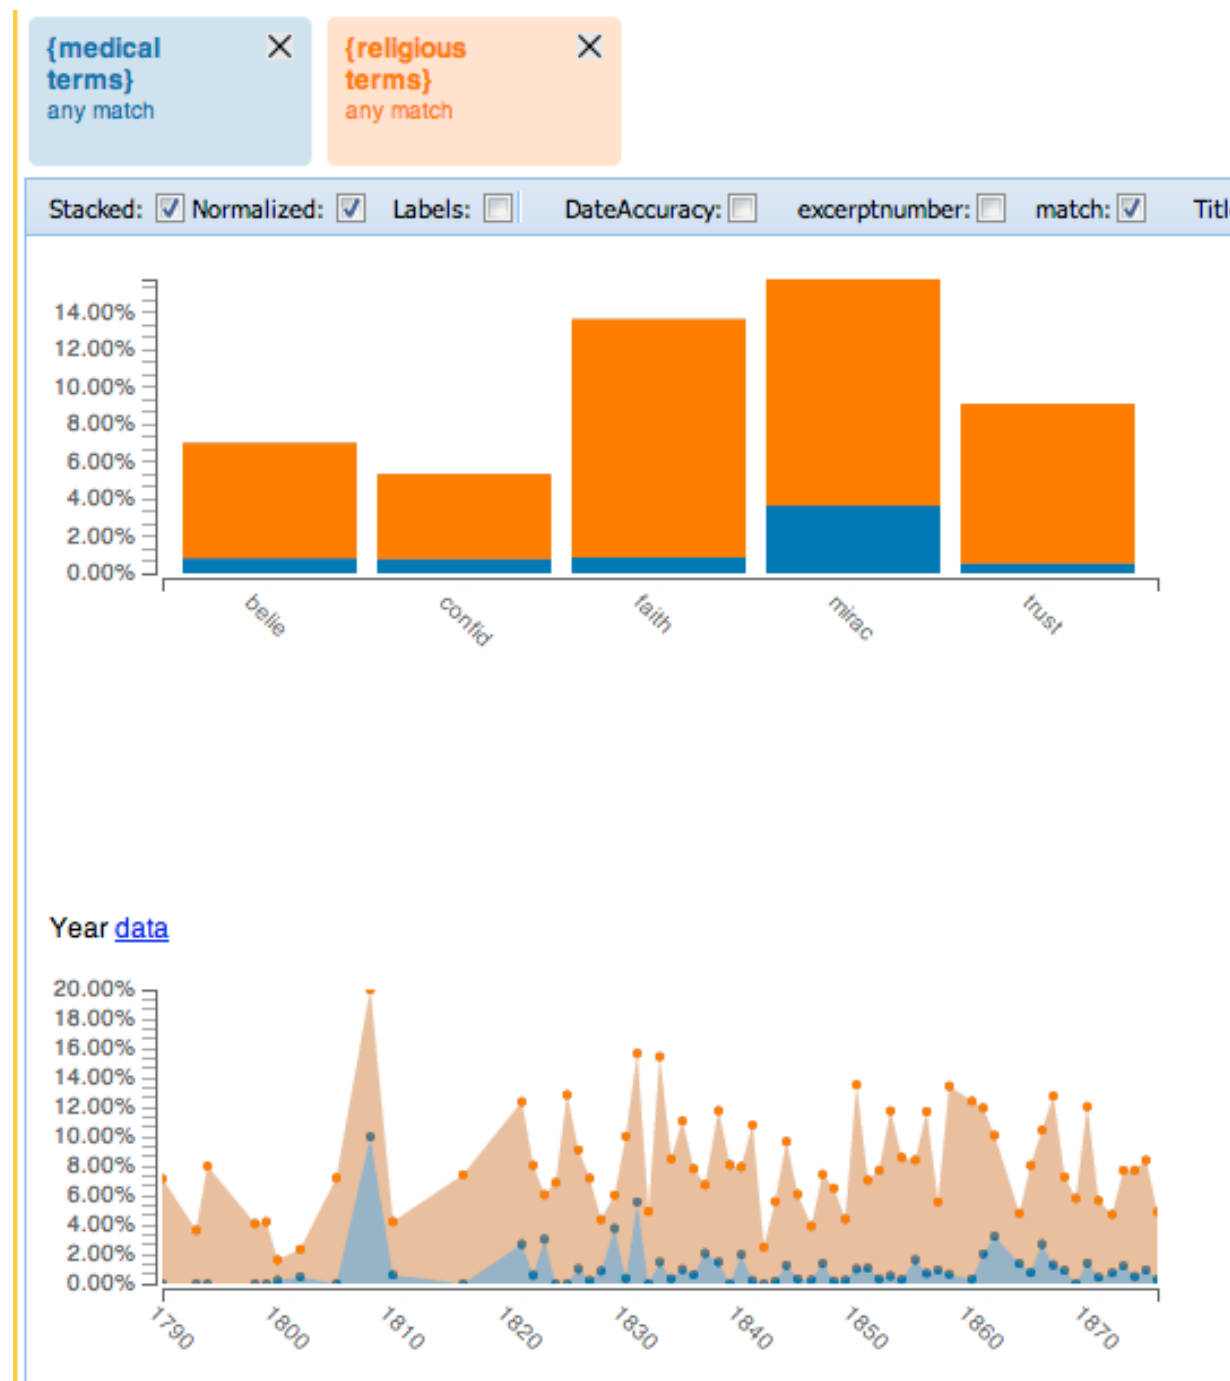 {medical
terms}
any match
{religious
terms}
any match
Stacked: Normalized: Labels: DateAccuracy: excerptnumber: match: Titl
14.00%
12.00%
10.00%
8.00%
6.00%
4.00%
2.00%
0.00%
belie confid faith mirac trust
Year data
20.00%
18.00%
16.00%
14.00%
12.00%
10.00%
8.00%
6.00%
4.00%
2.00%
0.00%
1790 1800 1810 1820 1830 1840 1850 1860 1870